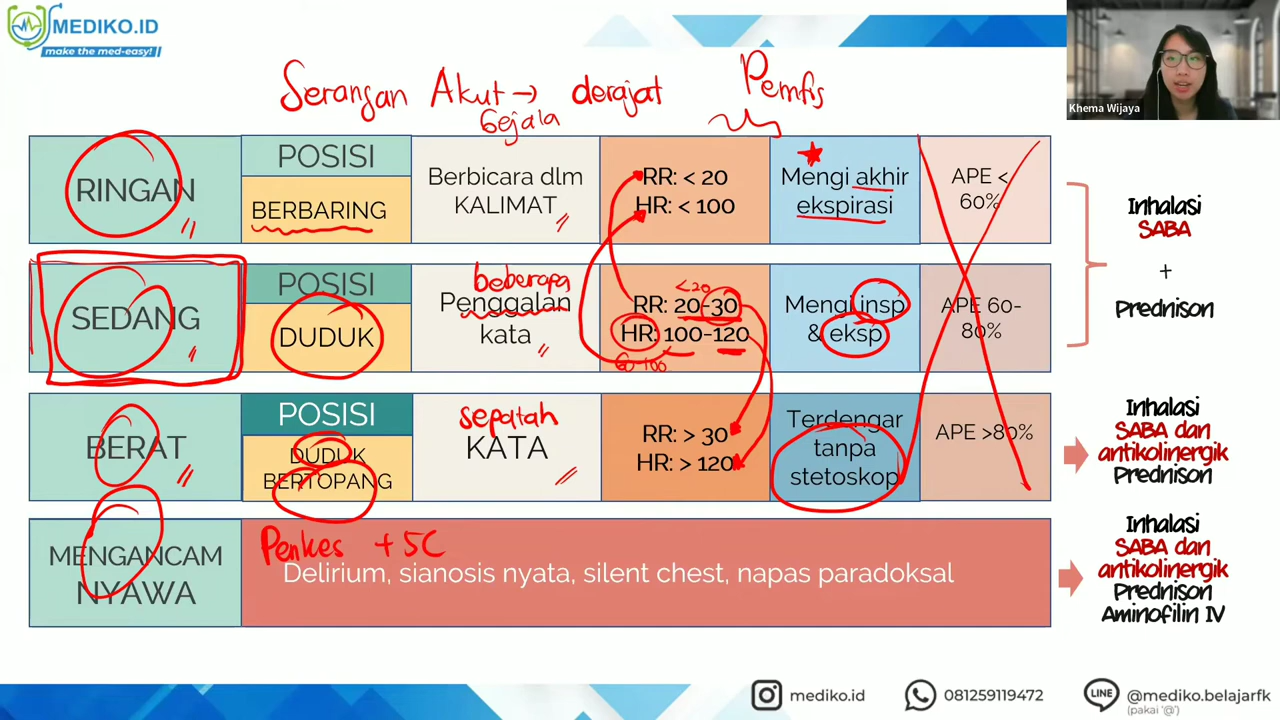 MEDIKO.ID
make the med-easy!
Khema Wijaya
Serangan Akut → derajat
Gejala
Pemfis
RINGAN
POSISI
BERBARING
Berbicara dlm
KALIMAT
RR: < 20
HR: < 100
Mengi akhir
ekspirasi
APE <
60%
Inhalasi
SABA
+
Prednison
SEDANG
POSISI
DUDUK
beberapa
Penggalan
kata
<20
RR: 20-30
HR: 100-120
60-100
Mengi insp
& eksp
APE 60-
80%
BERAT
POSISI
DUDUK
BERTOPANG
sepatah
KATA
RR: > 30
HR: > 120
Terdengar
tanpa
stetoskop
APE >80%
Inhalasi
SABA dan
antikolinergik
Prednison
MENGANCAM
NYAWA
Penkes + SC
Delirium, sianosis nyata, silent chest, napas paradoksal
Inhalasi
SABA dan
antikolinergik
Prednison
Aminofilin IV
mediko.id
081259119472
LINE
@mediko.belajarfk
(pakai '@')